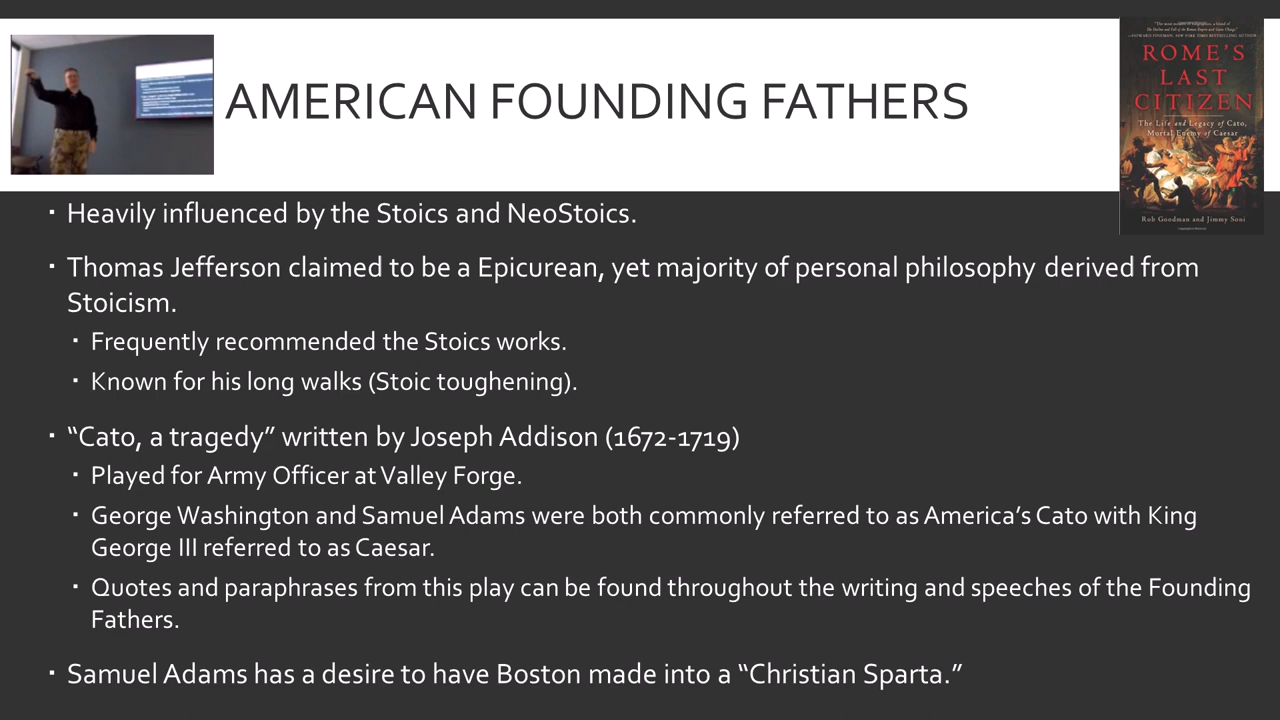 AMERICAN FOUNDING FATHERS
ROME'S
LAST
CITIZEN
The Life and Legacy of Cato,
Mortal Enemy of Caesar
Rob Goodman and Jimmy Soni
▪ Heavily influenced by the Stoics and NeoStoics.
▪ Thomas Jefferson claimed to be a Epicurean, yet majority of personal philosophy derived from
Stoicism.
▪ Frequently recommended the Stoics works.
▪ Known for his long walks (Stoic toughening).
▪ “Cato, a tragedy” written by Joseph Addison (1672-1719)
▪ Played for Army Officer at Valley Forge.
▪ George Washington and Samuel Adams were both commonly referred to as America’s Cato with King
George III referred to as Caesar.
▪ Quotes and paraphrases from this play can be found throughout the writing and speeches of the Founding
Fathers.
▪ Samuel Adams has a desire to have Boston made into a “Christian Sparta.”